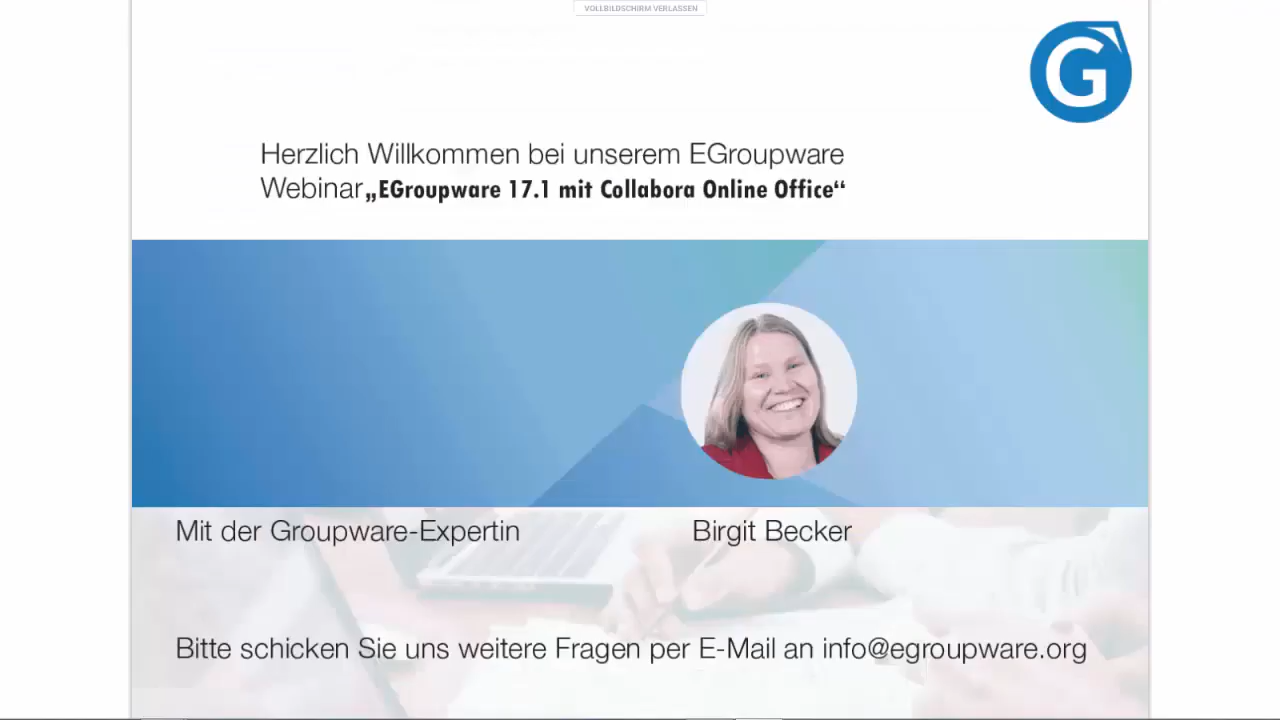 VOLLBILDSCHIRM VERLASSEN
G
Herzlich Willkommen bei unserem EGroupware
Webinar „EGroupware 17.1 mit Collabora Online Office“
Mit der Groupware-Expertin Birgit Becker
Bitte schicken Sie uns weitere Fragen per E-Mail an info@egroupware.org